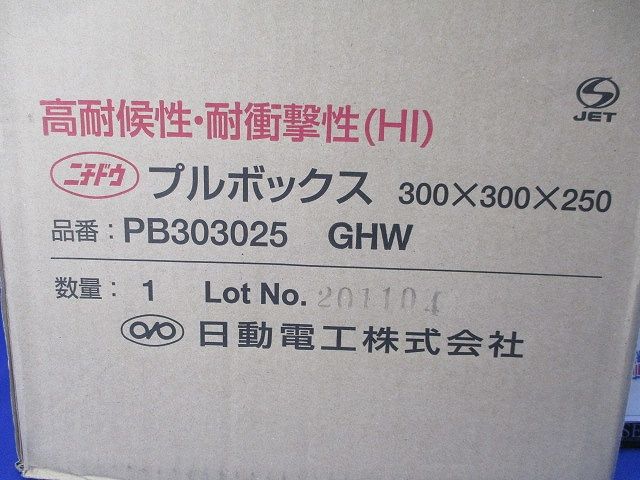 JET
高耐候性・耐衝撃性(HI)
ニチドウ プルボックス 300×300×250
品番：PB303025 GHW
数量：1 Lot No. 201104
日動電工株式会社
SE